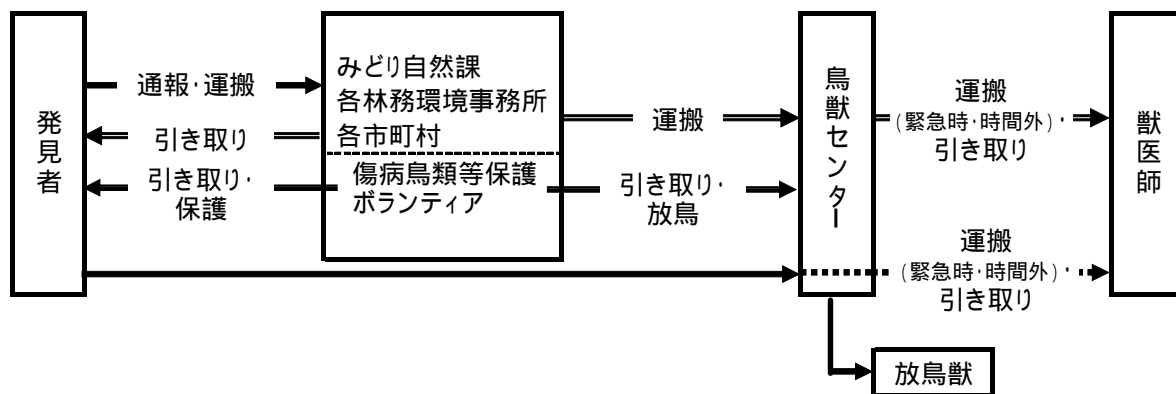 発見者
通報・運搬
引き取り
引き取り・
保護
みどり自然課
各林務環境事務所
各市町村
傷病鳥類等保護
ボランティア
運搬
引き取り・
放鳥
鳥獣センター
運搬
(緊急時・時間外)・
引き取り
運搬
(緊急時・時間外)・
引き取り
獣医師
放鳥獣